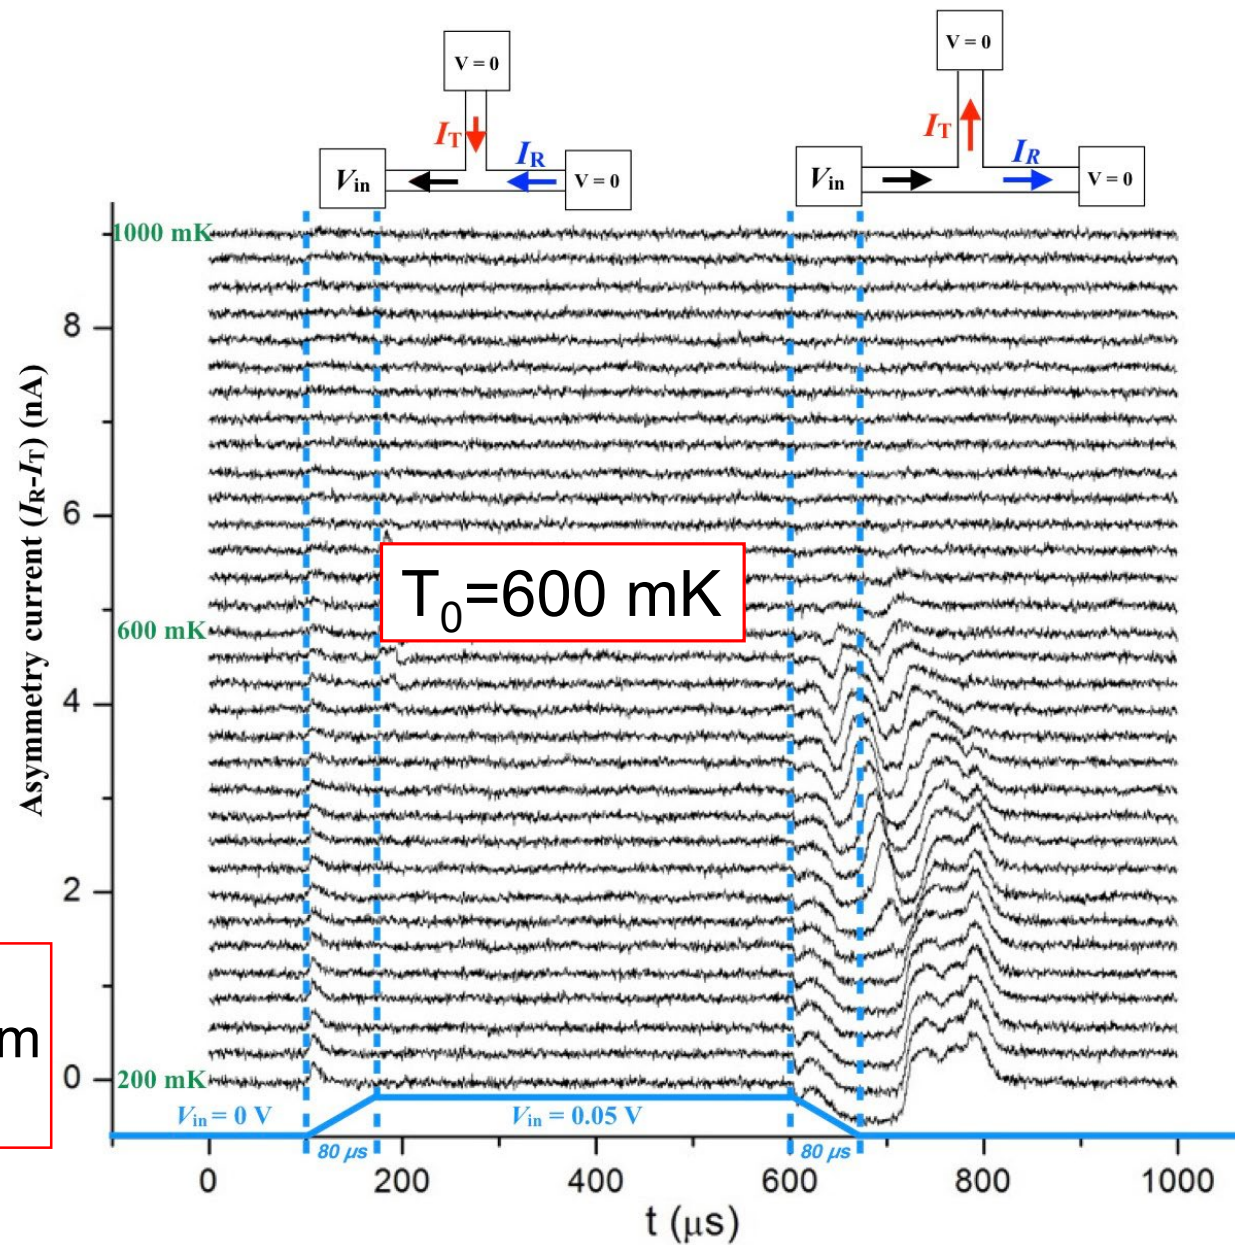 V = 0
I_T
I_R
V_in
V = 0
V = 0
I_T
I_R
V_in
V = 0
1000 mK
8
6
T_0=600 mK
600 mK
4
2
0
200 mK
m
V_in = 0 V
V_in = 0.05 V
80 μs
80 μs
0
200
400
600
800
1000
t (μs)
Asymmetry current (I_R-I_T) (nA)